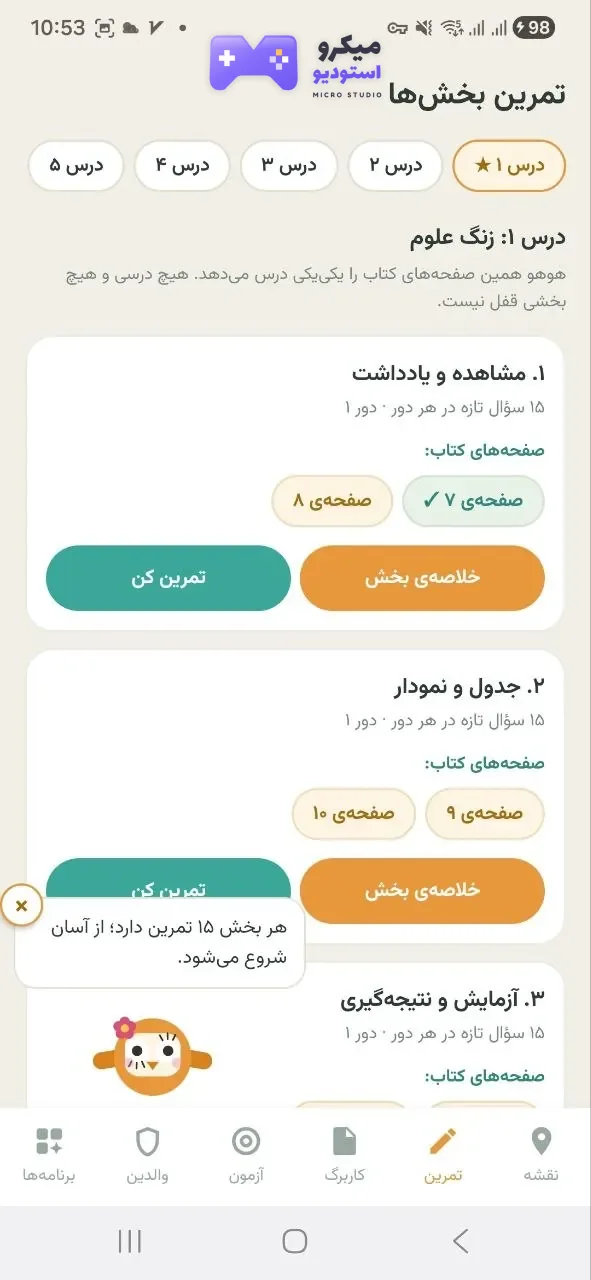 10:53
98
میکرو
استودیو
MICRO STUDIO
تمرین بخش‌ها
درس ۱ ★
درس ۲
درس ۳
درس ۴
درس ۵
درس ۱: زنگ علوم
هوهو همین صفحه‌های کتاب را یکی‌یکی درس می‌دهد. هیچ درسی و هیچ
بخشی قفل نیست.
۱. مشاهده و یادداشت
۱۵ سؤال تازه در هر دور · دور ۱
صفحه‌های کتاب:
صفحه‌ی ۷ ✓
صفحه‌ی ۸
خلاصه‌ی بخش
تمرین کن
۲. جدول و نمودار
۱۵ سؤال تازه در هر دور · دور ۱
صفحه‌های کتاب:
صفحه‌ی ۹
صفحه‌ی ۱۰
خلاصه‌ی بخش
تمرین کن
هر بخش ۱۵ تمرین دارد؛ از آسان
شروع می‌شود.
۳. آزمایش و نتیجه‌گیری
۱۵ سؤال تازه در هر دور · دور ۱
صفحه‌های کتاب:
نقشه
تمرین
کاربرگ
آزمون
والدین
برنامه‌ها